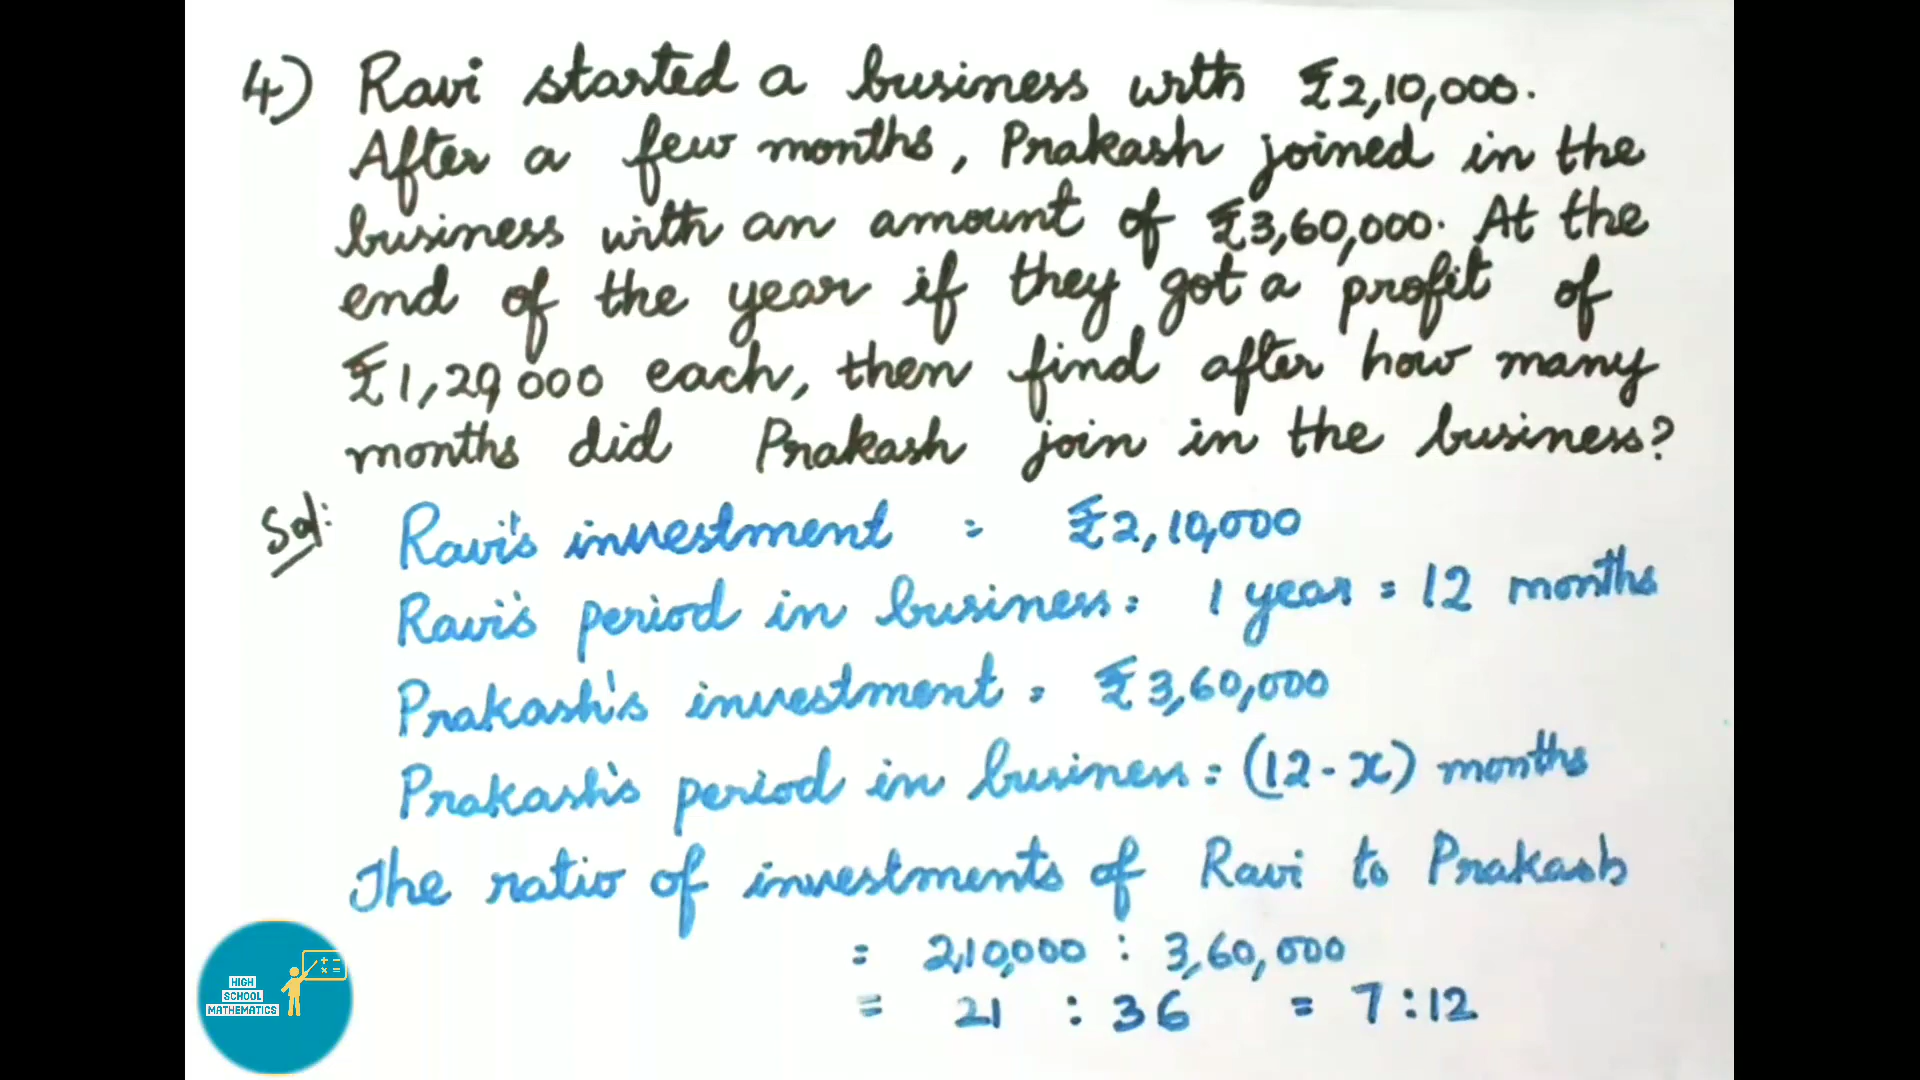 4) Ravi started a business with ₹2,10,000.
After a few months, Prakash joined in the
business with an amount of ₹3,60,000. At the
end of the year if they got a profit of
₹1,29000 each, then find after how many
months did Prakash join in the business?
Sol: Ravi's investment = ₹2,10,000
Ravi's period in business = 1 year = 12 months
Prakash's investment = ₹3,60,000
Prakash's period in business = (12-x) months
The ratio of investments of Ravi to Prakash
= 2,10,000 : 3,60,000
= 21 : 36 = 7:12
HIGH
SCHOOL
MATHEMATICS